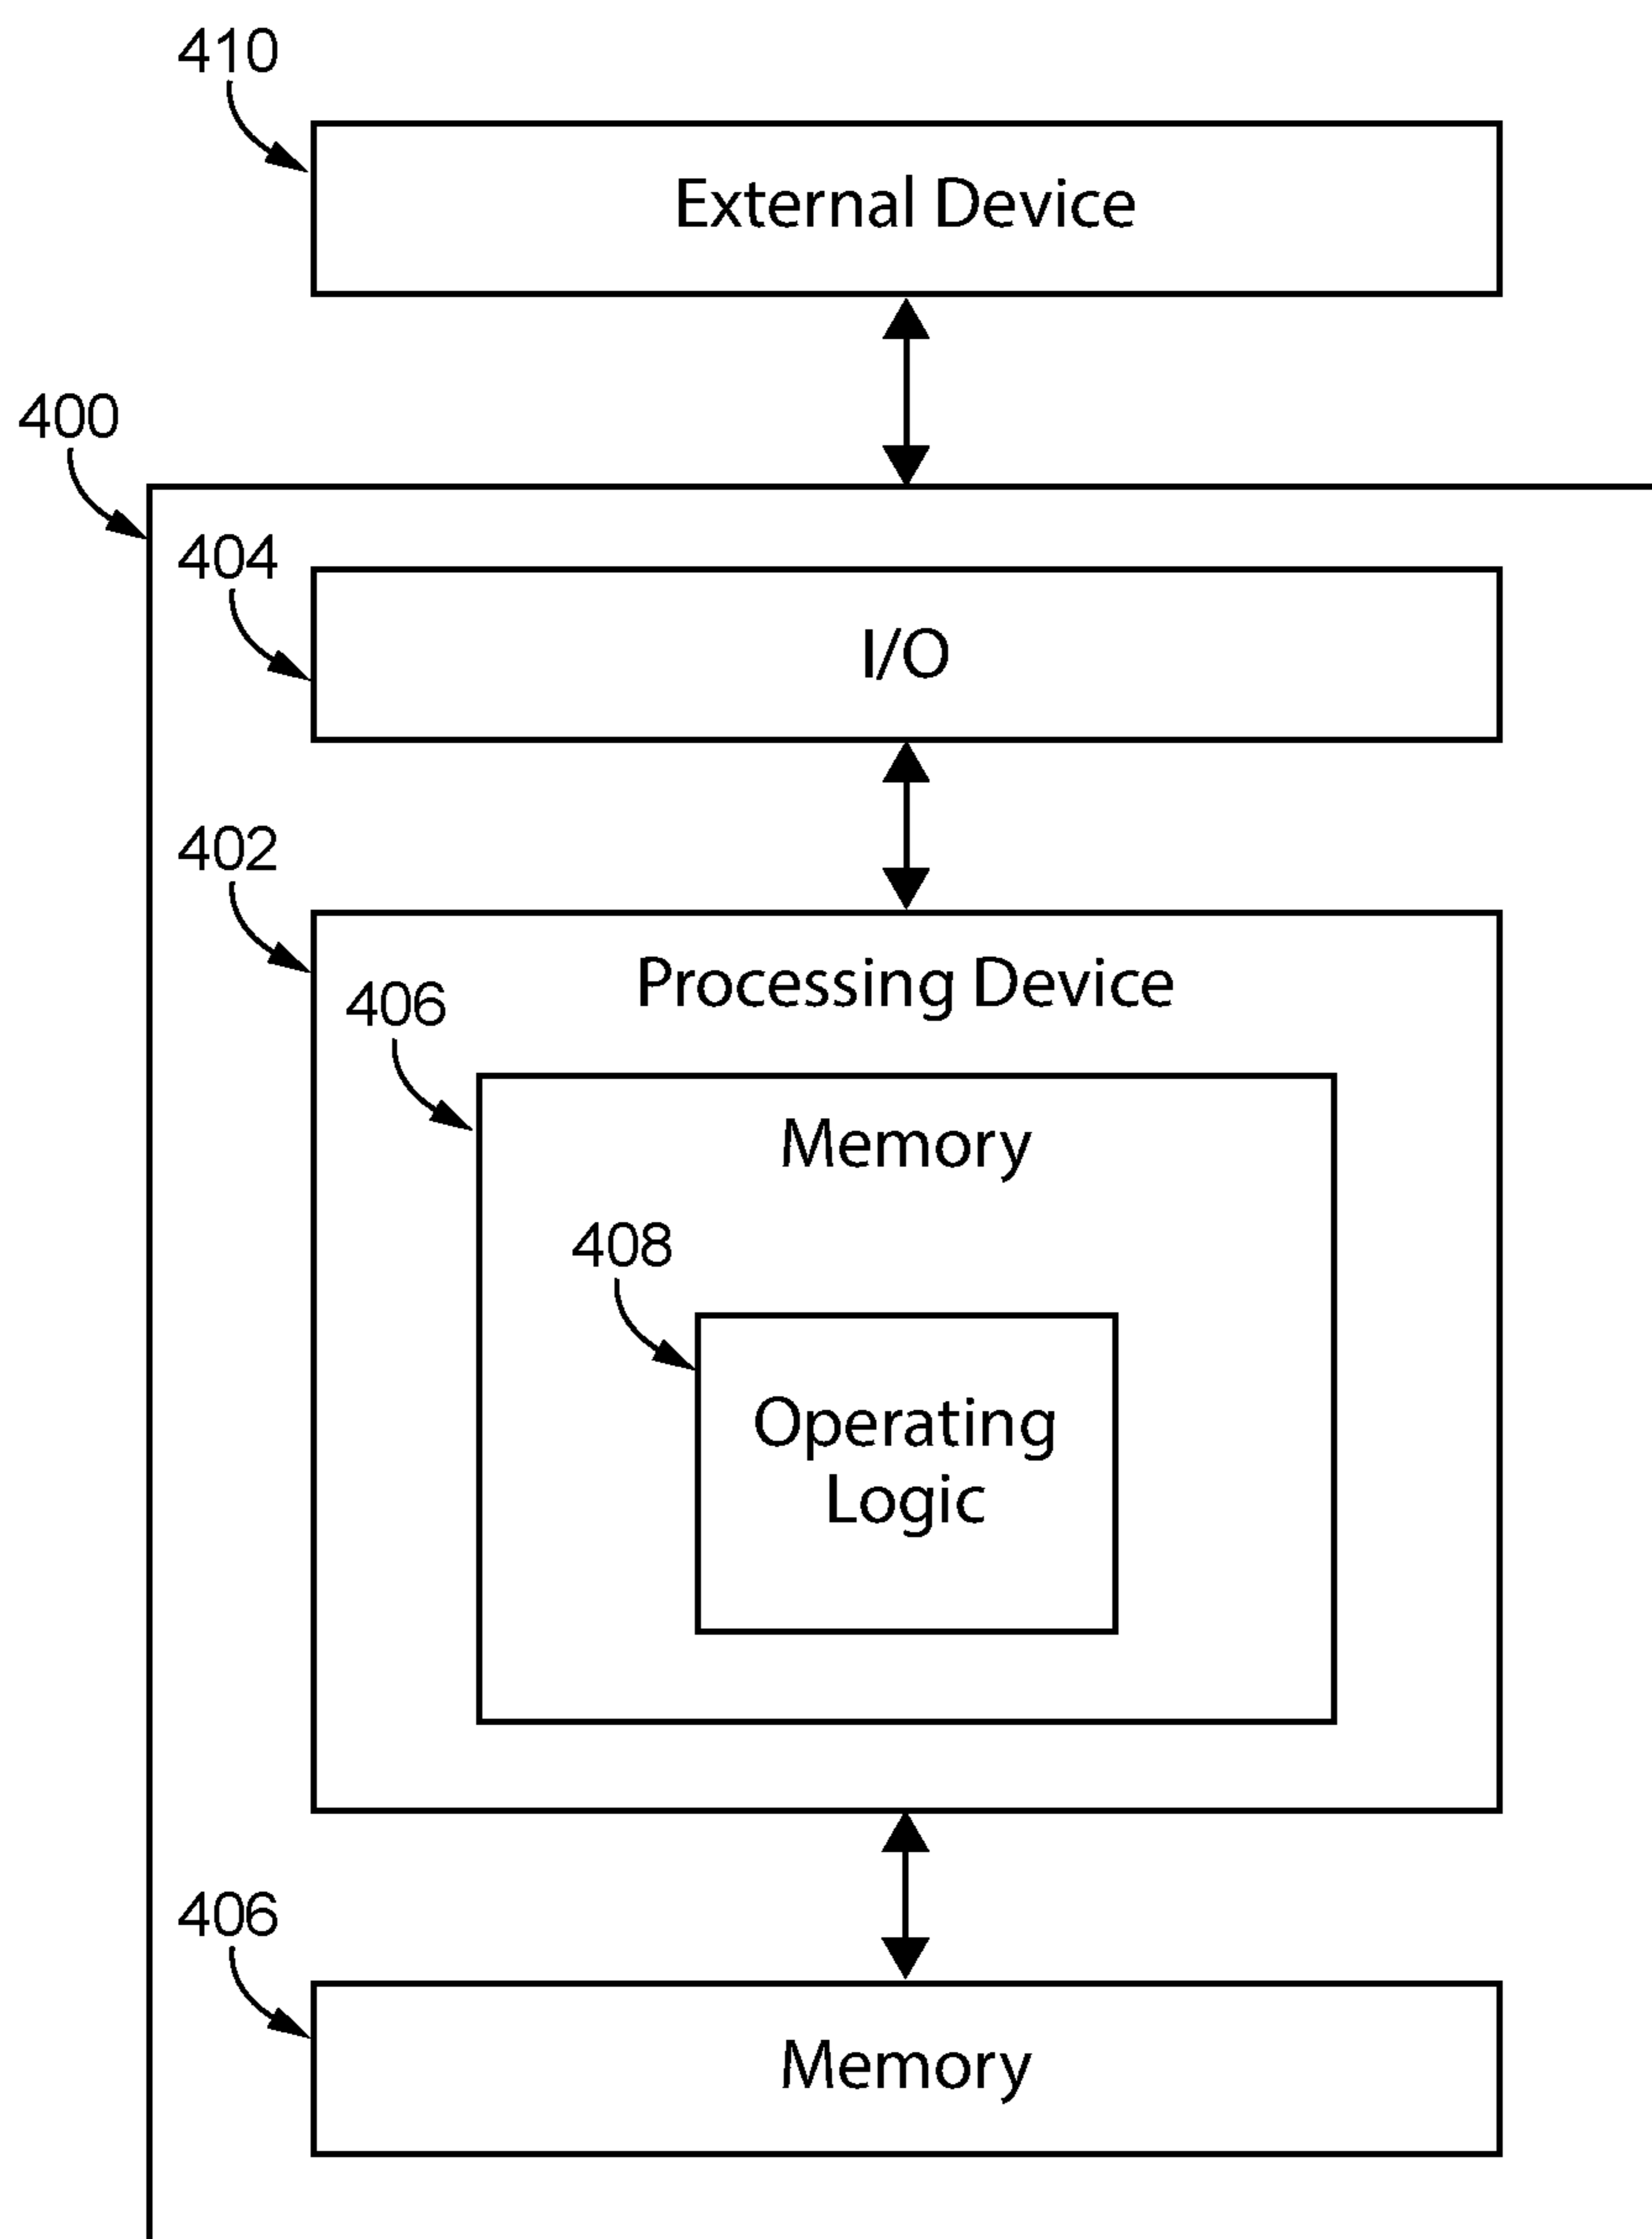 410
External Device
400
404
I/O
402
Processing Device
406
Memory
408
Operating
Logic
406
Memory